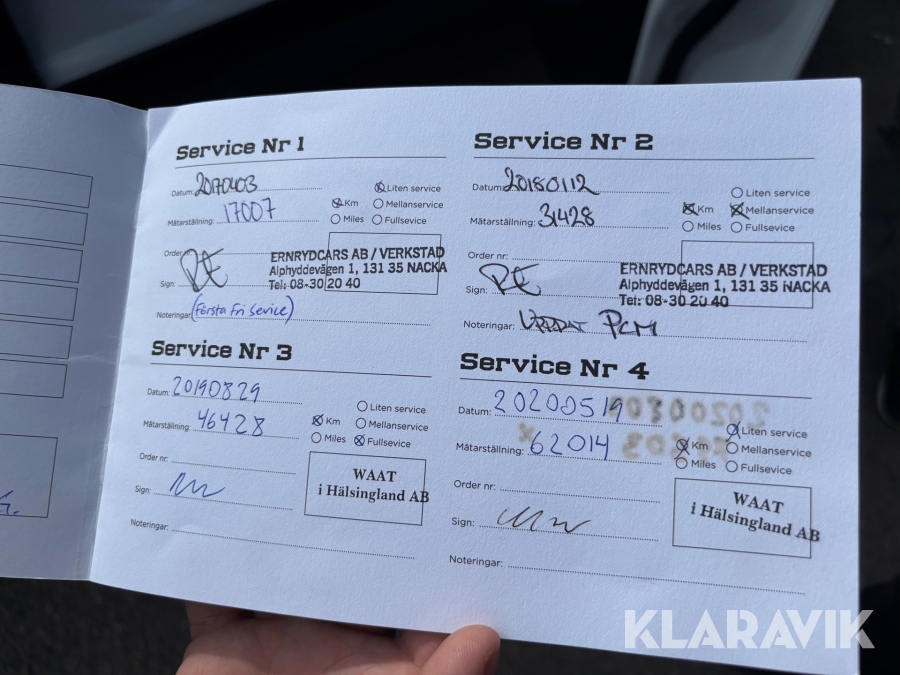 Service Nr 1
Datum: 20170403
Liten service
Mätarställning: 17007
Km
Mellanservice
Miles
Fullsevice
Order nr:
ERNRYDCARS AB / VERKSTAD
Alphyddevägen 1, 131 35 NACKA
Tel: 08-30 20 40
Sign:
Noteringar: (Första Fri Service)
Service Nr 2
Datum: 20180112
Liten service
Mätarställning: 31428
Km
Mellanservice
Miles
Fullsevice
Order nr:
ERNRYDCARS AB / VERKSTAD
Alphyddevägen 1, 131 35 NACKA
Tel: 08-30 20 40
Sign:
Noteringar: UPPDAT PCM
Service Nr 3
Datum: 20190829
Liten service
Mätarställning: 46428
Km
Mellanservice
Miles
Fullsevice
Order nr:
WAAT
i Hälsingland AB
Sign:
Noteringar:
Service Nr 4
Datum: 20200519
Liten service
Mätarställning: 62014
Km
Mellanservice
Miles
Fullsevice
Order nr:
WAAT
i Hälsingland AB
Sign:
Noteringar:
KLARAVIK